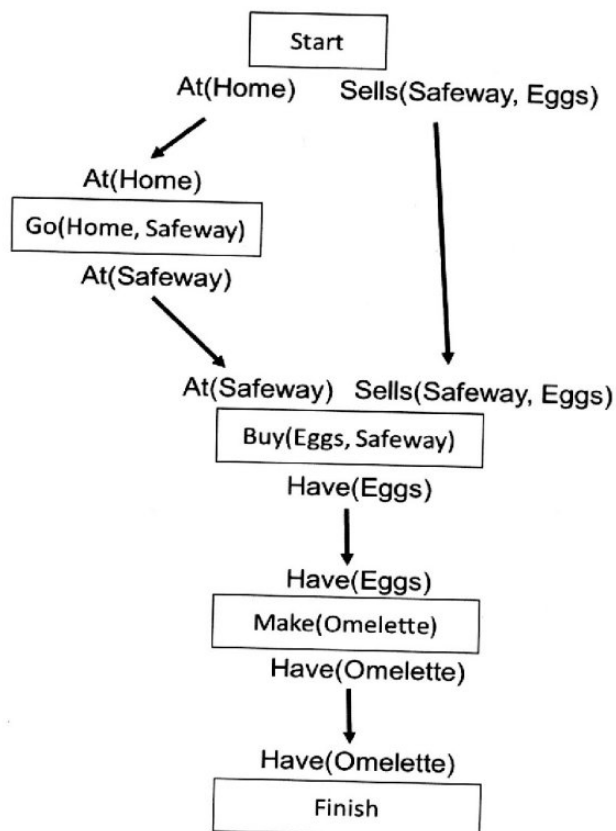 Start
At(Home) Sells(Safeway, Eggs)
At(Home)
Go(Home, Safeway)
At(Safeway)
At(Safeway) Sells(Safeway, Eggs)
Buy(Eggs, Safeway)
Have(Eggs)
Have(Eggs)
Make(Omelette)
Have(Omelette)
Have(Omelette)
Finish